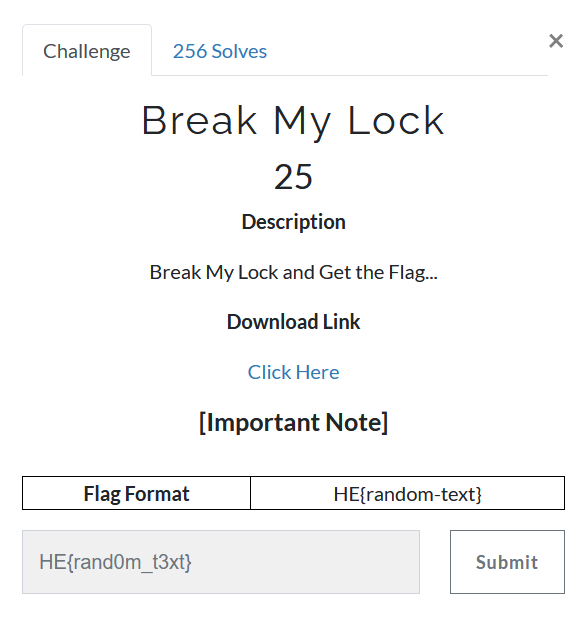 Challenge
256 Solves
×
Break My Lock
25
Description
Break My Lock and Get the Flag...
Download Link
Click Here
[Important Note]
Flag Format HE{random-text}
HE{rand0m_t3xt} Submit